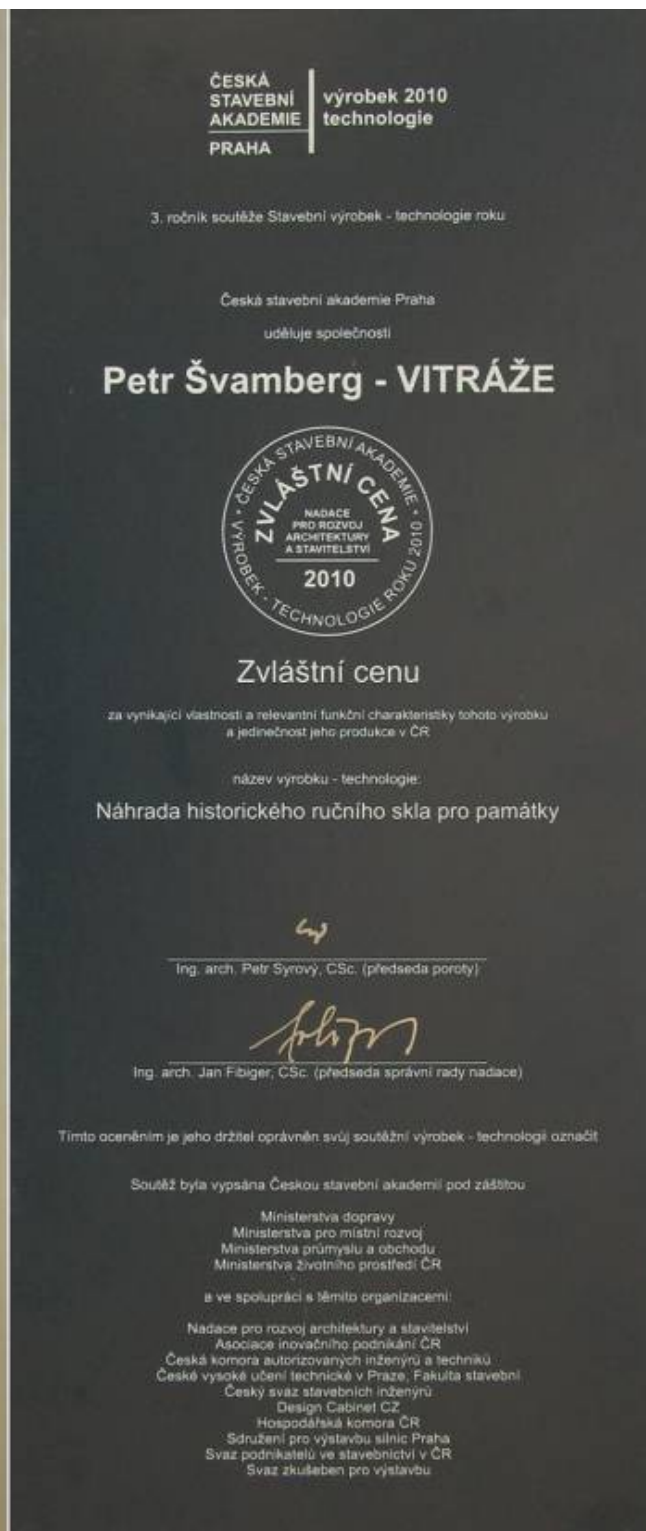 ČESKÁ
STAVEBNÍ
AKADEMIE
PRAHA
výrobek 2010
technologie
3. ročník soutěže Stavební výrobek - technologie roku
Česká stavební akademie Praha
uděluje společnosti
Petr Švamberg - VITRÁŽE
• ČESKÁ STAVEBNÍ AKADEMIE •
VÝROBEK - TECHNOLOGIE ROKU 2010
ZVLÁŠTNÍ CENA
NADACE
PRO ROZVOJ
ARCHITEKTURY
A STAVITELSTVÍ
2010
Zvláštní cenu
za vynikající vlastnosti a relevantní funkční charakteristiky tohoto výrobku
a jedinečnost jeho produkce v ČR
název výrobku - technologie:
Náhrada historického ručního skla pro památky
Ing. arch. Petr Syrový, CSc. (předseda poroty)
Ing. arch. Jan Fibiger, CSc. (předseda správní rady nadace)
Tímto oceněním je jeho držitel oprávněn svůj soutěžní výrobek - technologii označit
Soutěž byla vypsána Českou stavební akademií pod záštitou
Ministerstva dopravy
Ministerstva pro místní rozvoj
Ministerstva průmyslu a obchodu
Ministerstva životního prostředí ČR
a ve spolupráci s těmito organizacemi:
Nadace pro rozvoj architektury a stavitelství
Asociace inovačního podnikání ČR
Česká komora autorizovaných inženýrů a techniků
České vysoké učení technické v Praze, Fakulta stavební
Český svaz stavebních inženýrů
Design Cabinet CZ
Hospodářská komora ČR
Sdružení pro výstavbu silnic Praha
Svaz podnikatelů ve stavebnictví v ČR
Svaz zkušeben pro výstavbu